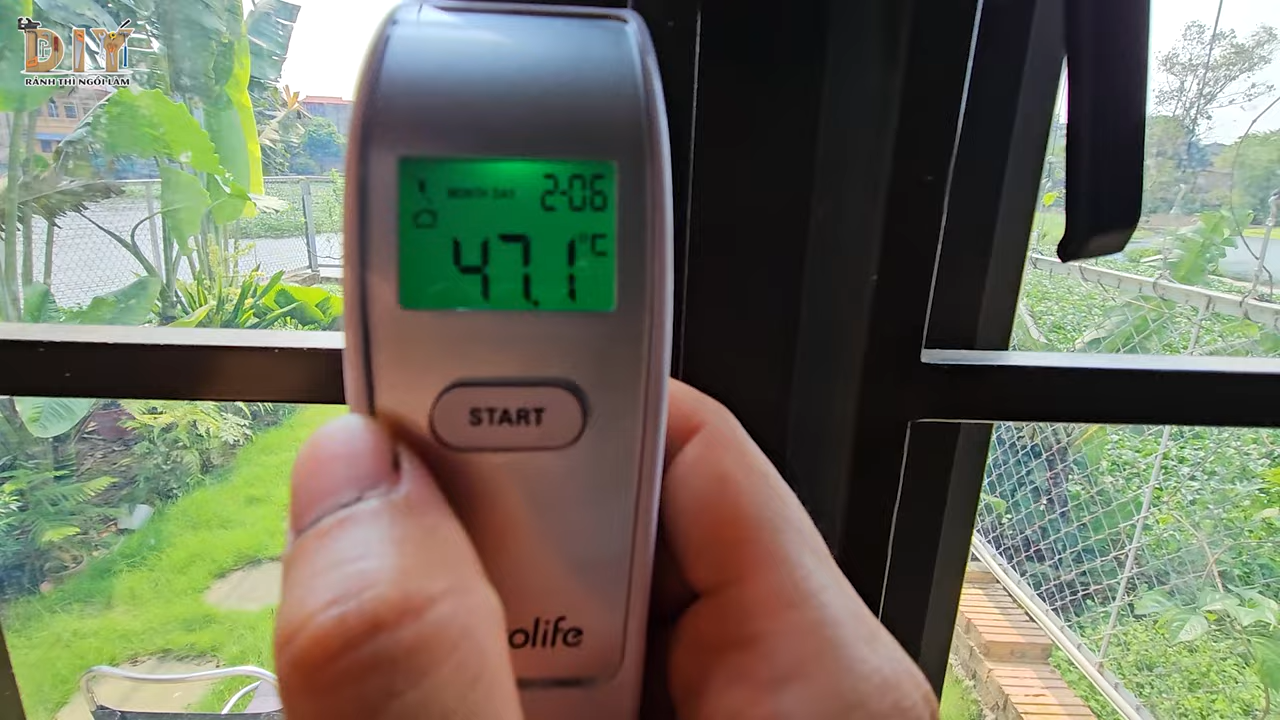 DIY
RẢNH THÌ NGỒI LÀM
MONTH DAY 2-06
47.1 °C
START
olife